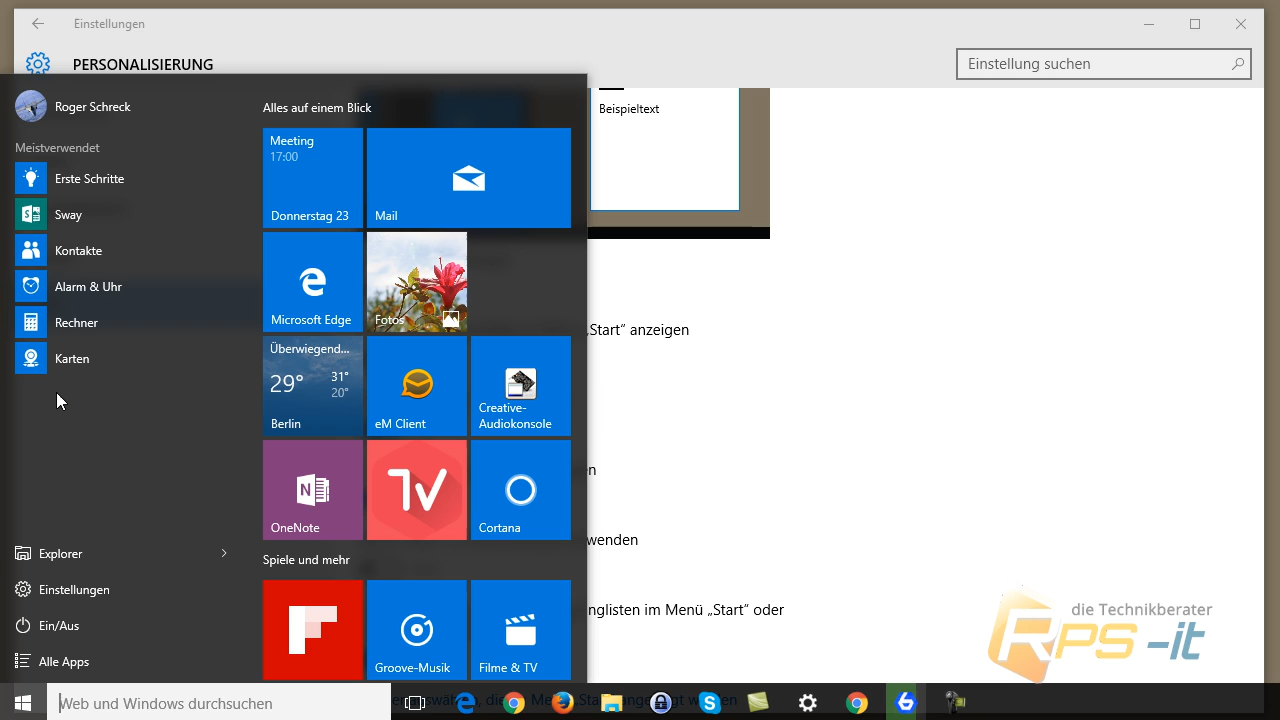 Einstellungen
PERSONALISIERUNG
Einstellung suchen
Roger Schreck
Meistverwendet
Erste Schritte
Sway
Kontakte
Alarm & Uhr
Rechner
Karten
Explorer
Einstellungen
Ein/Aus
Alle Apps
Alles auf einem Blick
Meeting
17:00
Donnerstag 23
Mail
Microsoft Edge
Fotos
Überwiegend...
29°
31°
20°
Berlin
eM Client
Creative-
Audiokonsole
N
OneNote
TV
Cortana
Spiele und mehr
Groove-Musik
Filme & TV
Beispieltext
„Start“ anzeigen
en
wenden
nglisten im Menü „Start“ oder
die Technikberater
RPS-it
Web und Windows durchsuchen